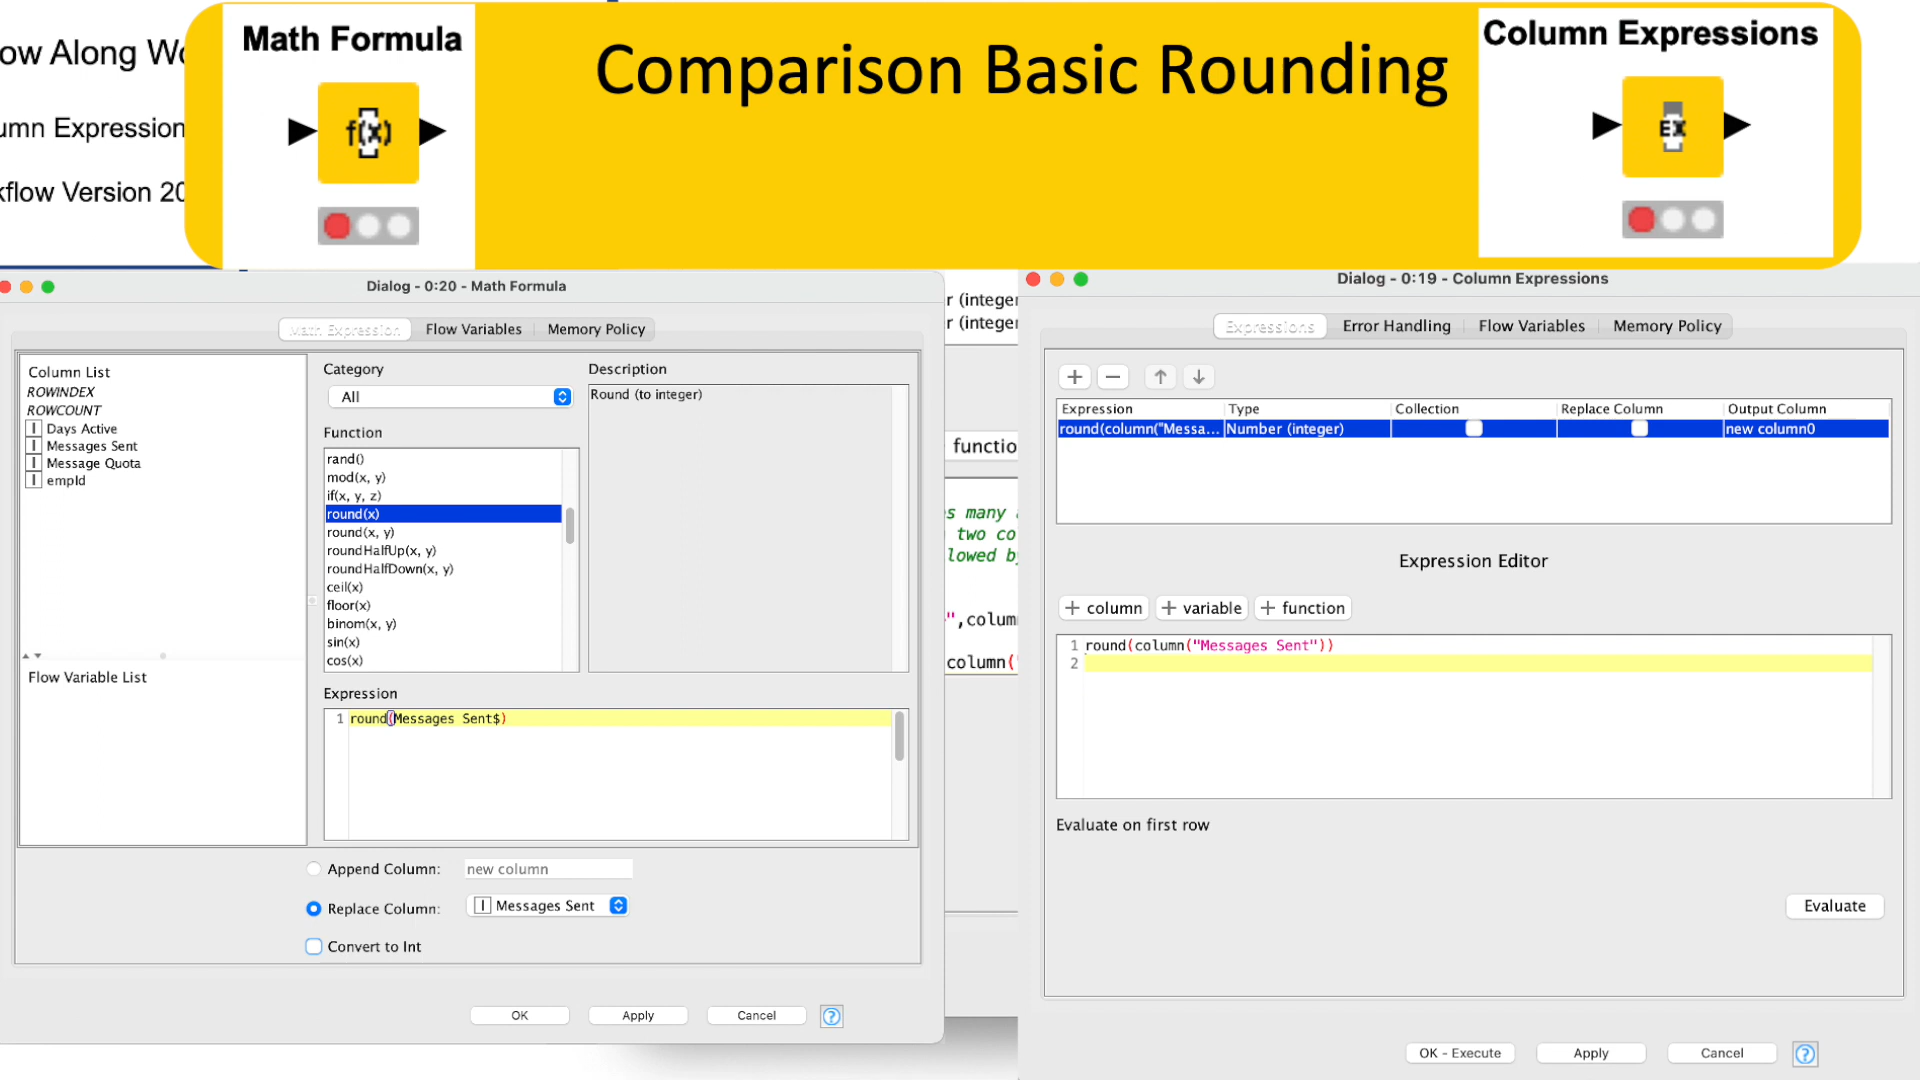 ow Along Wo
umn Expression
kflow Version 20
Math Formula
f(x)
Comparison Basic Rounding
Column Expressions
EX
Dialog - 0:20 - Math Formula
Math Expression
Flow Variables
Memory Policy
Column List
ROWINDEX
ROWCOUNT
I Days Active
I Messages Sent
I Message Quota
I empId
Flow Variable List
Category
All
Function
rand()
mod(x, y)
if(x, y, z)
round(x)
round(x, y)
roundHalfUp(x, y)
roundHalfDown(x, y)
ceil(x)
floor(x)
binom(x, y)
sin(x)
cos(x)
Description
Round (to integer)
Expression
1 round(Messages Sent$)
Append Column: new column
Replace Column: I Messages Sent
Convert to Int
OK
Apply
Cancel
?
r (integer
r (integer
functio
s many
two co
lowed by
",colum
column("
Dialog - 0:19 - Column Expressions
Expressions
Error Handling
Flow Variables
Memory Policy
Expression Type Collection Replace Column Output Column
round(column("Messa... Number (integer) new column0
Expression Editor
+ column
+ variable
+ function
1 round(column("Messages Sent"))
2
Evaluate on first row
Evaluate
OK - Execute
Apply
Cancel
?